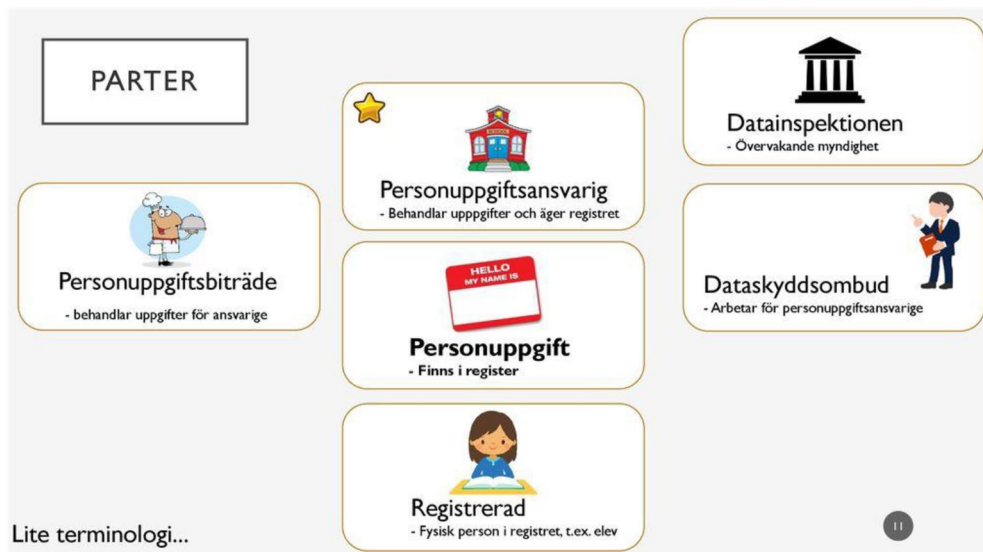 PARTER
Personuppgiftsbiträde
- behandlar uppgifter för ansvarige
SCHOOL
Personuppgiftsansvarig
- Behandlar upppgifter och äger registret
HELLO
MY NAME IS
Personuppgift
- Finns i register
Registrerad
- Fysisk person i registret, t.ex. elev
Datainspektionen
- Övervakande myndighet
Dataskyddsombud
- Arbetar för personuppgiftsansvarige
Lite terminologi...
11